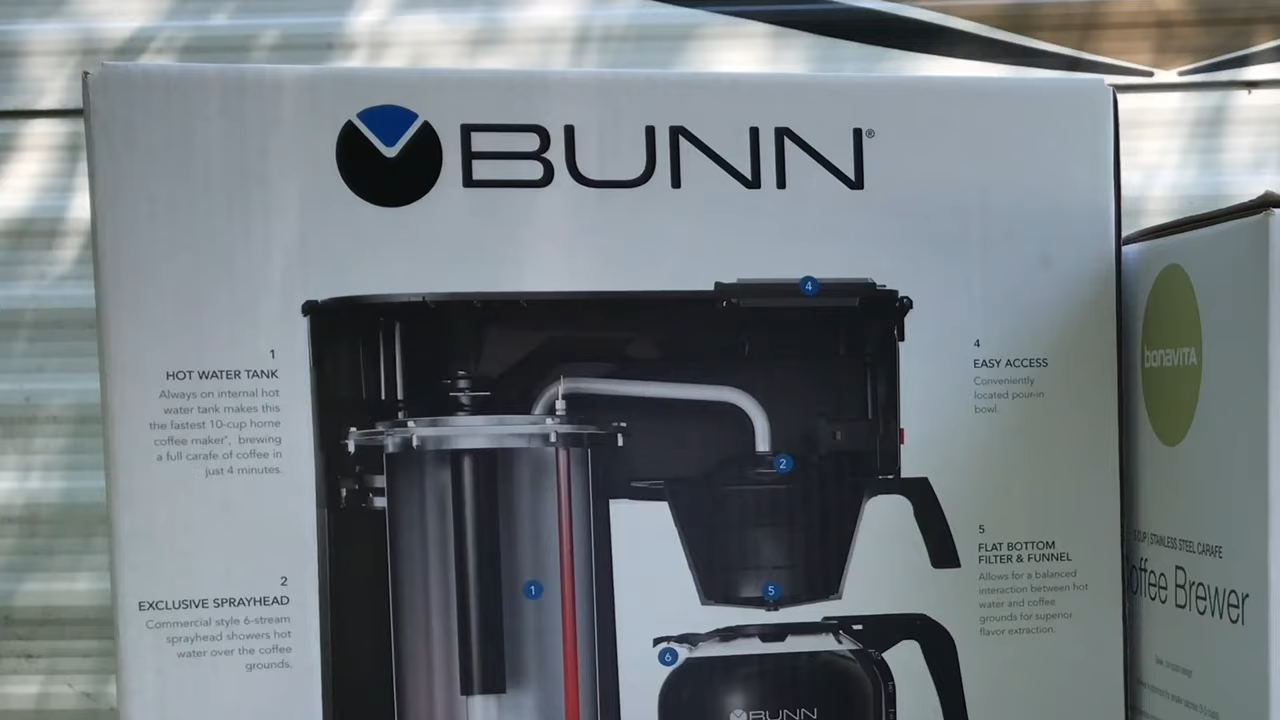 BUNN®
4
1
HOT WATER TANK
Always on internal hot
water tank makes this
the fastest 10-cup home
coffee maker*, brewing
a full carafe of coffee in
just 4 minutes.
2
EXCLUSIVE SPRAYHEAD
Commercial style 6-stream
sprayhead showers hot
water over the coffee
grounds.
2
1
5
6
BUNN
4
EASY ACCESS
Conveniently
located pour-in
bowl.
5
FLAT BOTTOM
FILTER & FUNNEL
Allows for a balanced
interaction between hot
water and coffee
grounds for superior
flavor extraction.
bonavita
CUP | STAINLESS STEEL CARAFE
offee Brewer